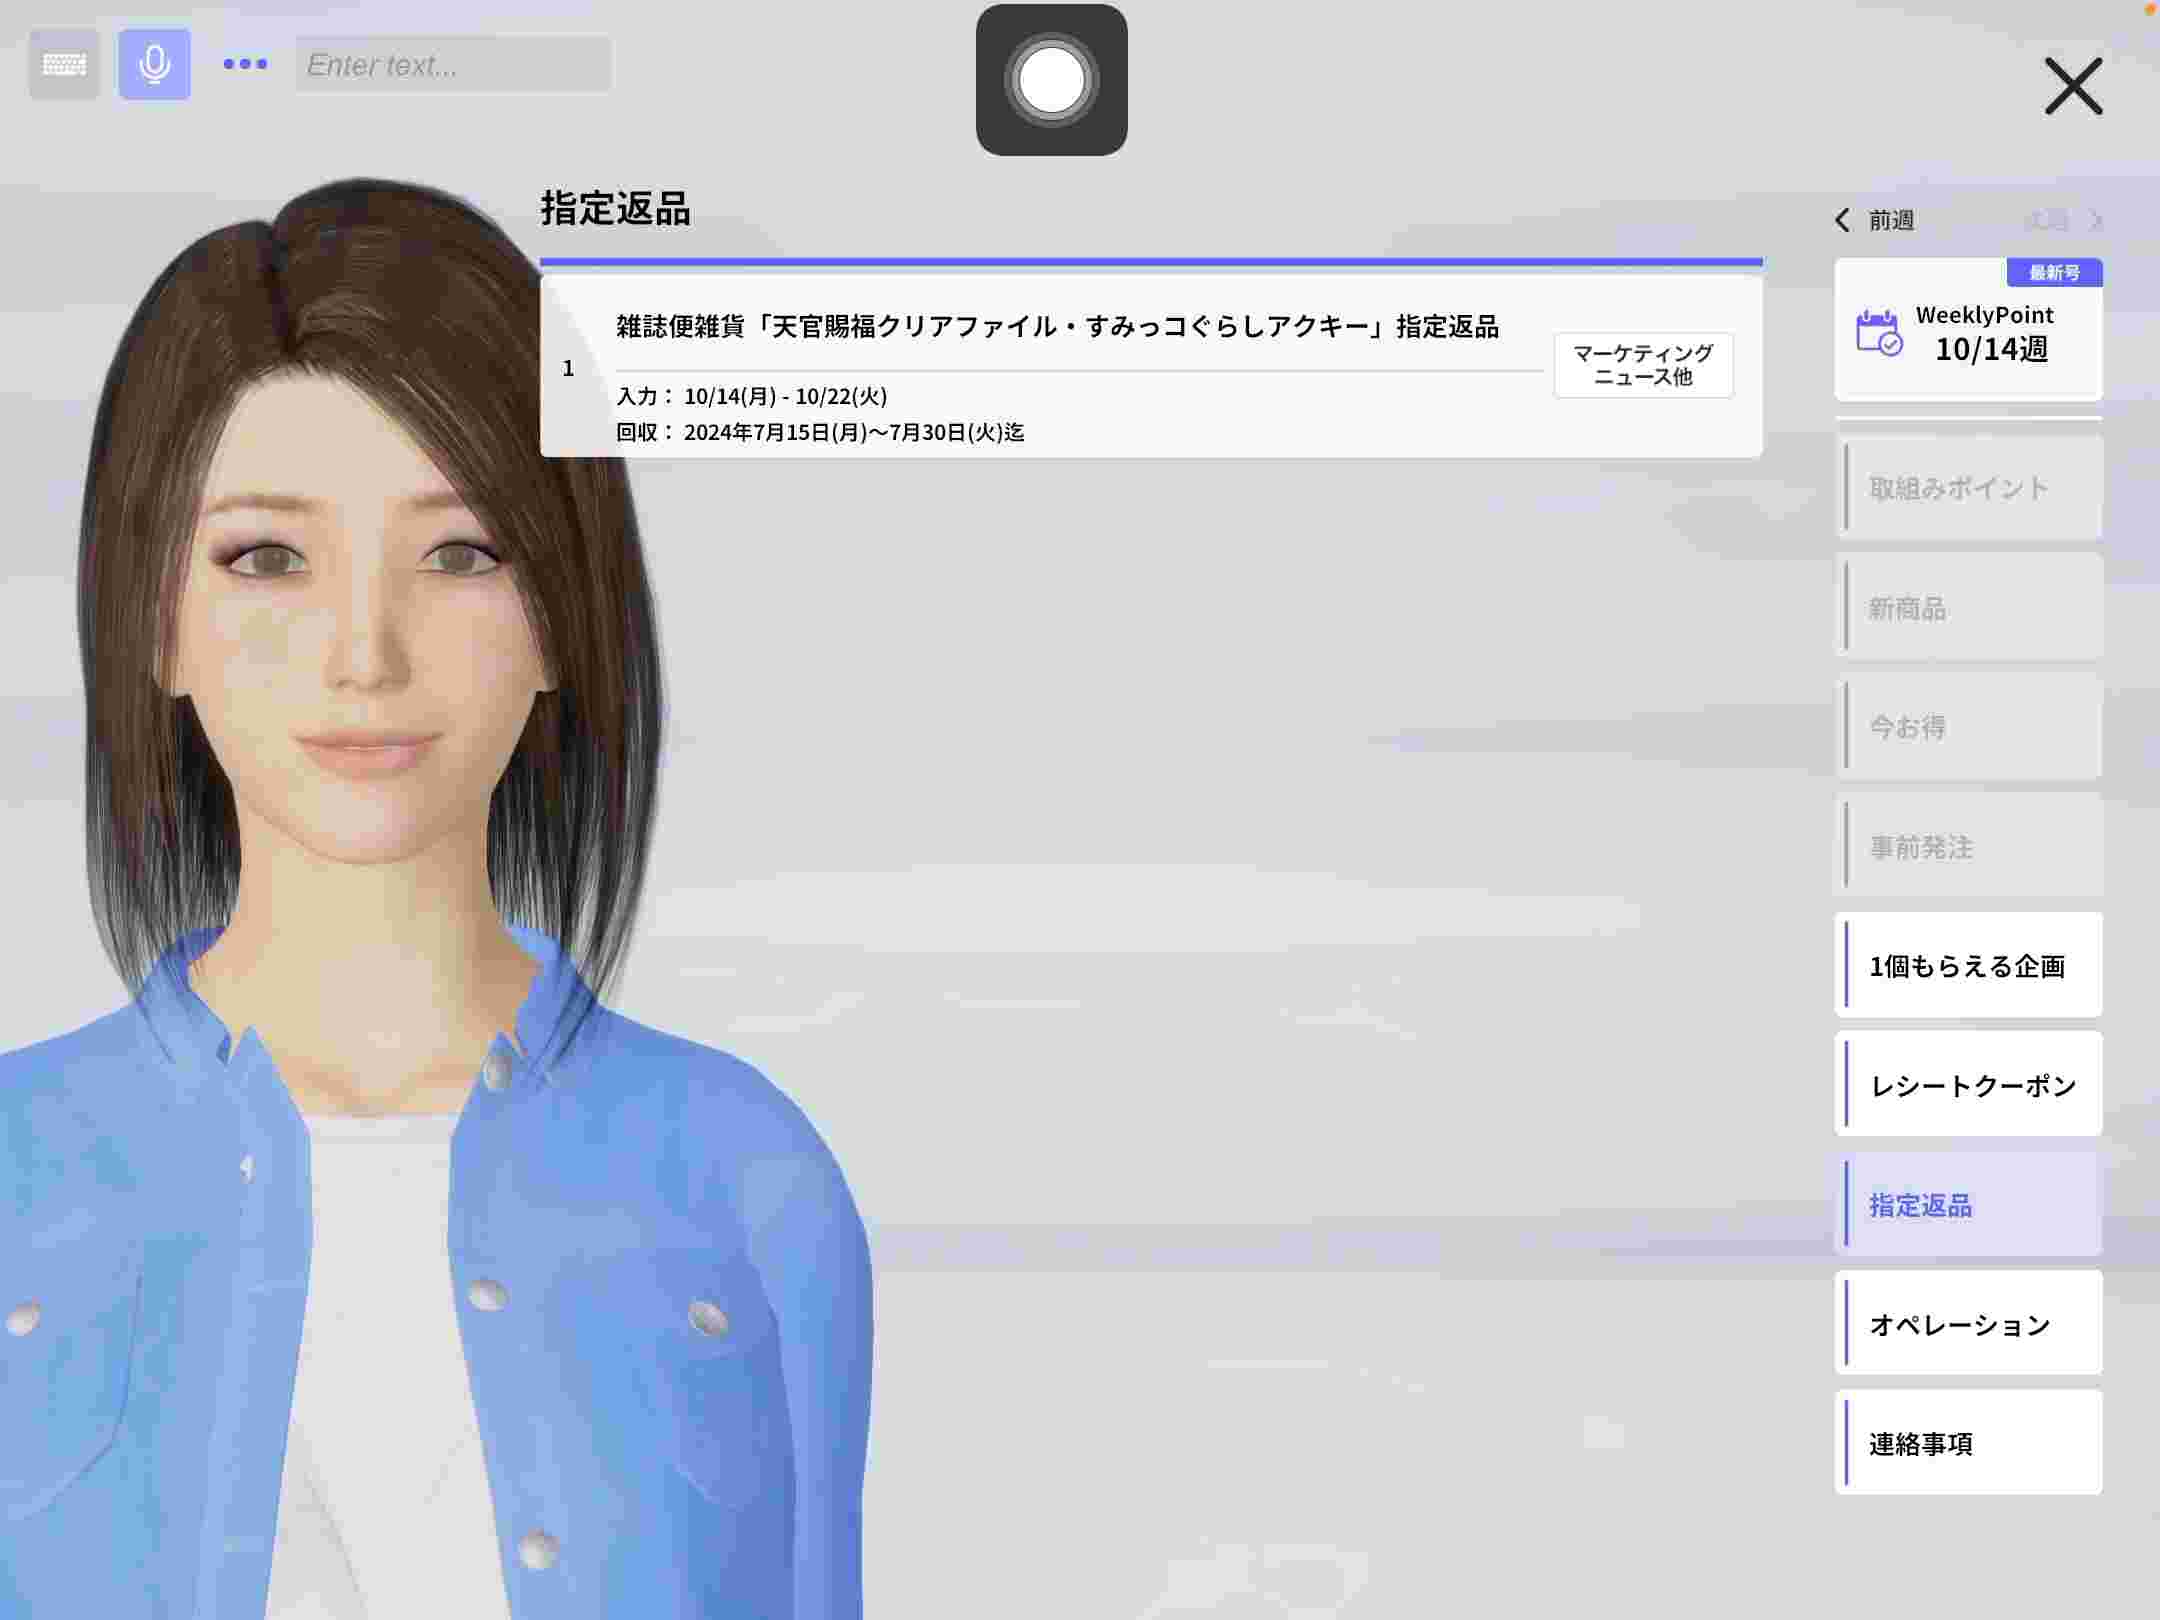 Enter text...
指定返品
1
雑誌便雑貨「天官賜福クリアファイル・すみっコぐらしアクキー」指定返品
入力： 10/14(月) - 10/22(火)
回収： 2024年7月15日(月)～7月30日(火)迄
マーケティング
ニュース他
前週
次週
最新号
WeeklyPoint
10/14週
取組みポイント
新商品
今お得
事前発注
1個もらえる企画
レシートクーポン
指定返品
オペレーション
連絡事項